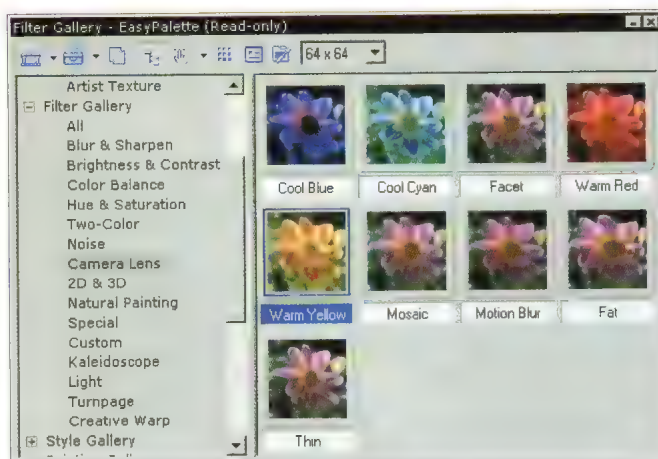 Filter Gallery - EasyPalette (Read-only)
64 x 64
Artist Texture
Filter Gallery
All
Blur & Sharpen
Brightness & Contrast
Color Balance
Hue & Saturation
Two-Color
Noise
Camera Lens
2D & 3D
Natural Painting
Special
Custom
Kaleidoscope
Light
Turnpage
Creative Warp
Style Gallery
Cool Blue
Cool Cyan
Facet
Warm Red
Warm Yellow
Mosaic
Motion Blur
Fat
Thin